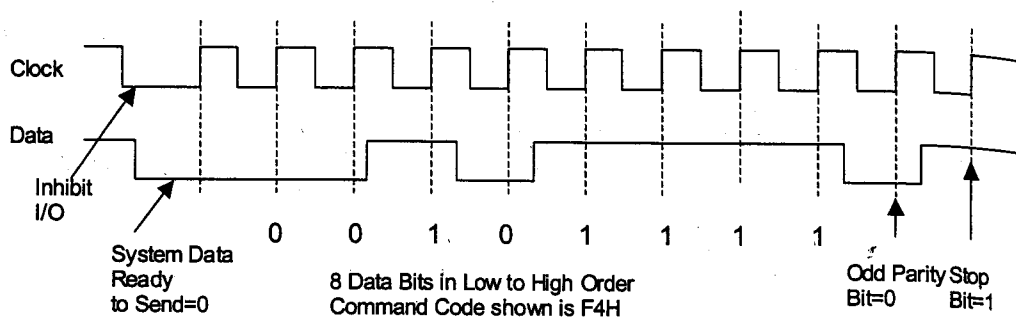 Clock
Data
Inhibit
I/O
0 0 1 0 1 1 1 1
System Data
Ready
to Send=0
8 Data Bits in Low to High Order
Command Code shown is F4H
Odd Parity
Bit=0
Stop
Bit=1